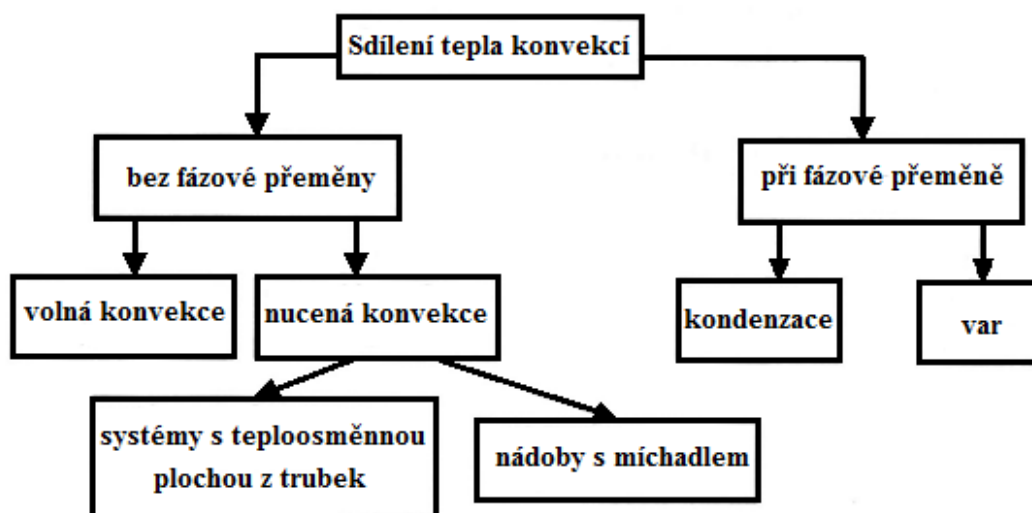 Sdílení tepla konvekcí
bez fázové přeměny
při fázové přeměně
volná konvekce
nucená konvekce
kondenzace
var
systémy s teploosměnnou
plochou z trubek
nádoby s míchadlem